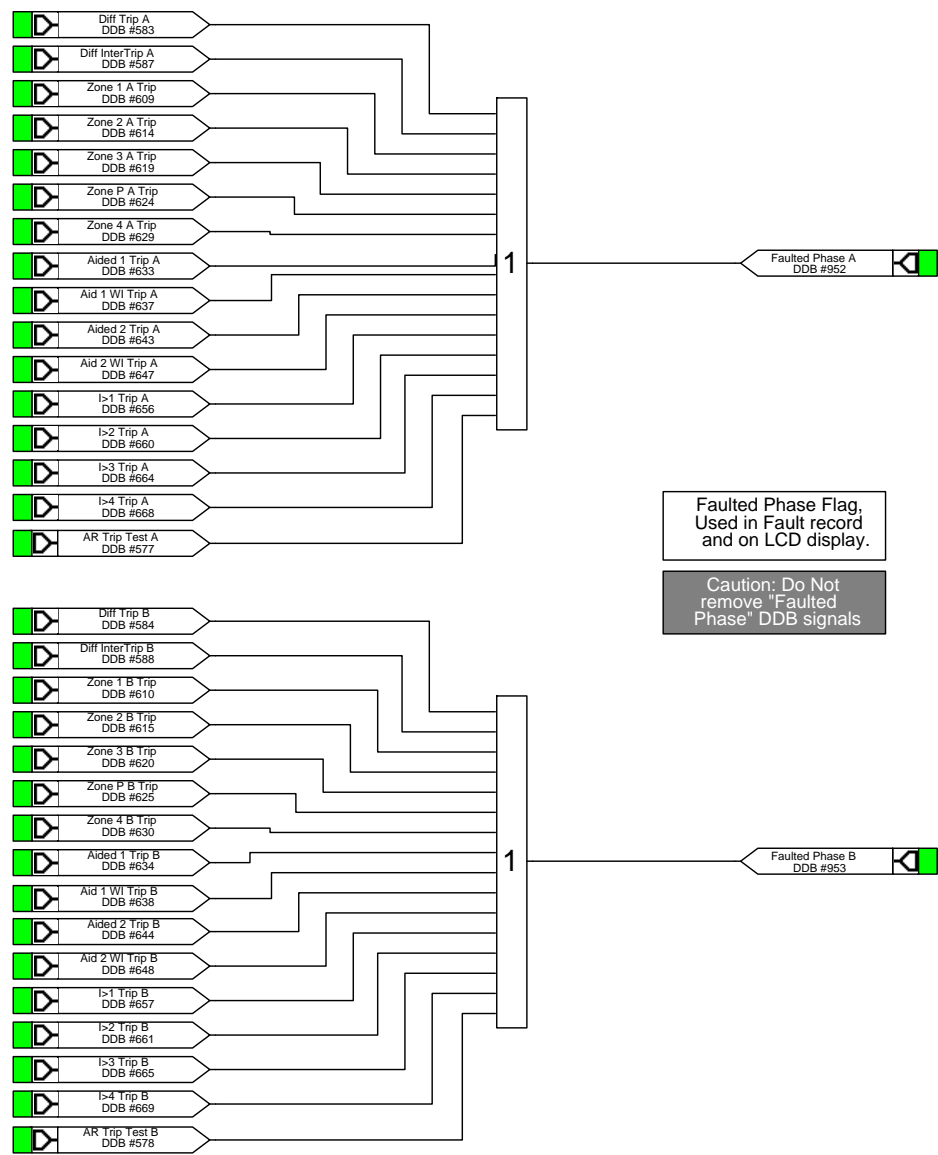 Diff Trip A
DDB #583
Diff InterTrip A
DDB #587
Zone 1 A Trip
DDB #609
Zone 2 A Trip
DDB #614
Zone 3 A Trip
DDB #619
Zone P A Trip
DDB #624
Zone 4 A Trip
DDB #629
Aided 1 Trip A
DDB #633
Aid 1 WI Trip A
DDB #637
Aided 2 Trip A
DDB #643
Aid 2 WI Trip A
DDB #647
I>1 Trip A
DDB #656
I>2 Trip A
DDB #660
I>3 Trip A
DDB #664
I>4 Trip A
DDB #668
AR Trip Test A
DDB #577
1
Faulted Phase A
DDB #952
Faulted Phase Flag,
Used in Fault record
and on LCD display.
Caution: Do Not
remove "Faulted
Phase" DDB signals
Diff Trip B
DDB #584
Diff InterTrip B
DDB #588
Zone 1 B Trip
DDB #610
Zone 2 B Trip
DDB #615
Zone 3 B Trip
DDB #620
Zone P B Trip
DDB #625
Zone 4 B Trip
DDB #630
Aided 1 Trip B
DDB #634
Aid 1 WI Trip B
DDB #638
Aided 2 Trip B
DDB #644
Aid 2 WI Trip B
DDB #648
I>1 Trip B
DDB #657
I>2 Trip B
DDB #661
I>3 Trip B
DDB #665
I>4 Trip B
DDB #669
AR Trip Test B
DDB #578
1
Faulted Phase B
DDB #953